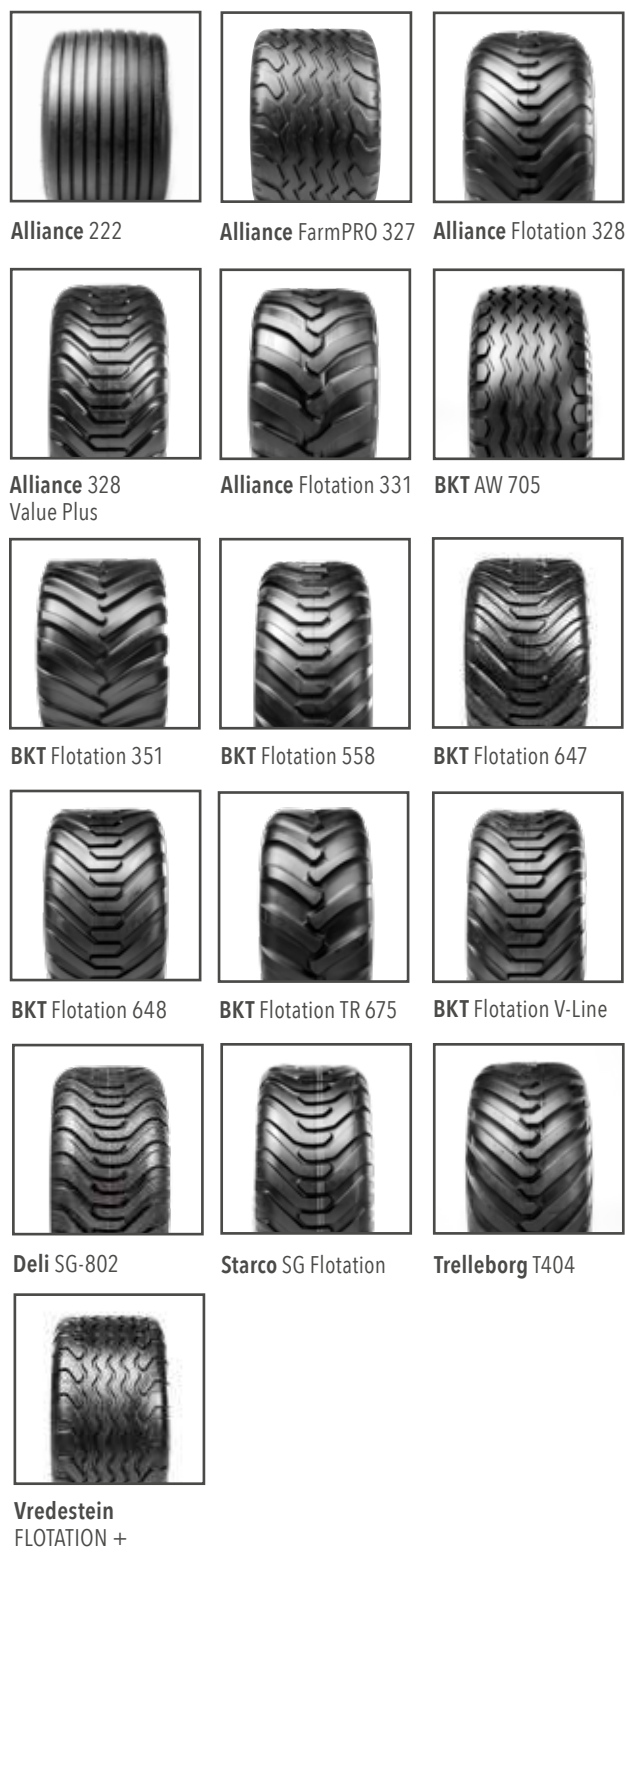 Alliance 222
Alliance FarmPRO 327
Alliance Flotation 328
Alliance 328
Value Plus
Alliance Flotation 331
BKT AW 705
BKT Flotation 351
BKT Flotation 558
BKT Flotation 647
BKT Flotation 648
BKT Flotation TR 675
BKT Flotation V-Line
Deli SG-802
Starco SG Flotation
Trelleborg T404
Vredestein
FLOTATION +